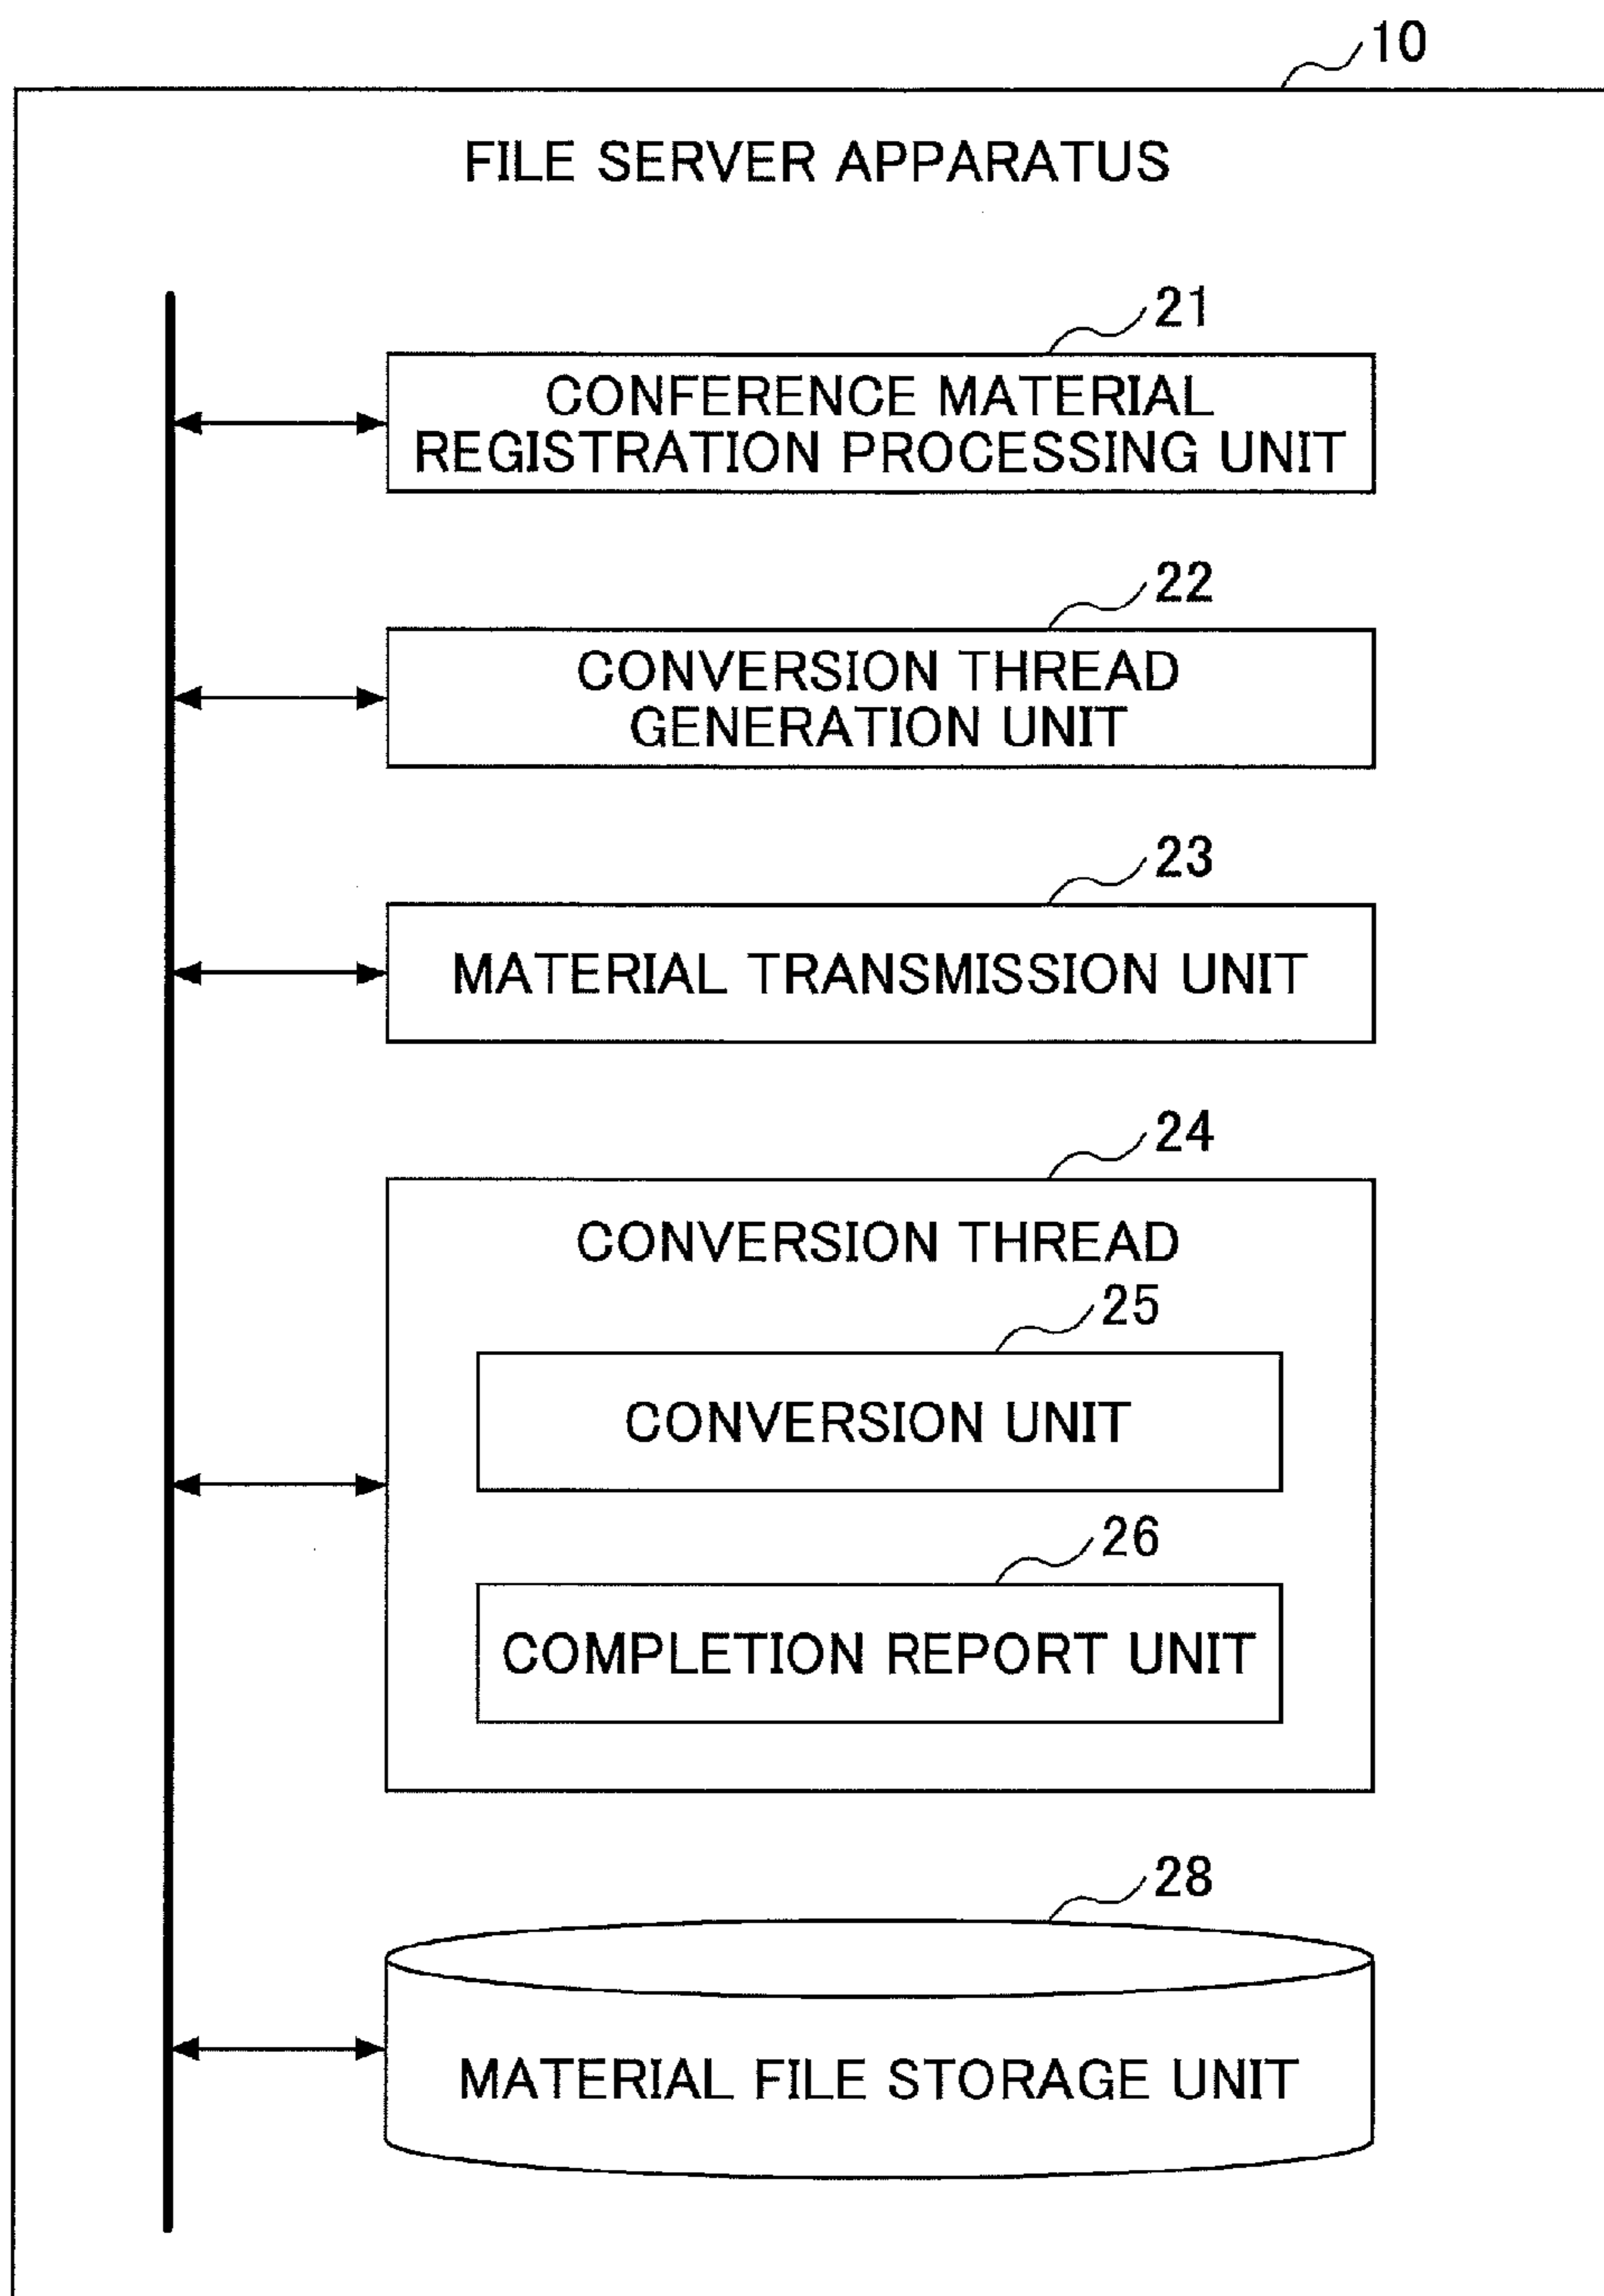 10
FILE SERVER APPARATUS
21
CONFERENCE MATERIAL
REGISTRATION PROCESSING UNIT
22
CONVERSION THREAD
GENERATION UNIT
23
MATERIAL TRANSMISSION UNIT
24
CONVERSION THREAD
25
CONVERSION UNIT
26
COMPLETION REPORT UNIT
28
MATERIAL FILE STORAGE UNIT